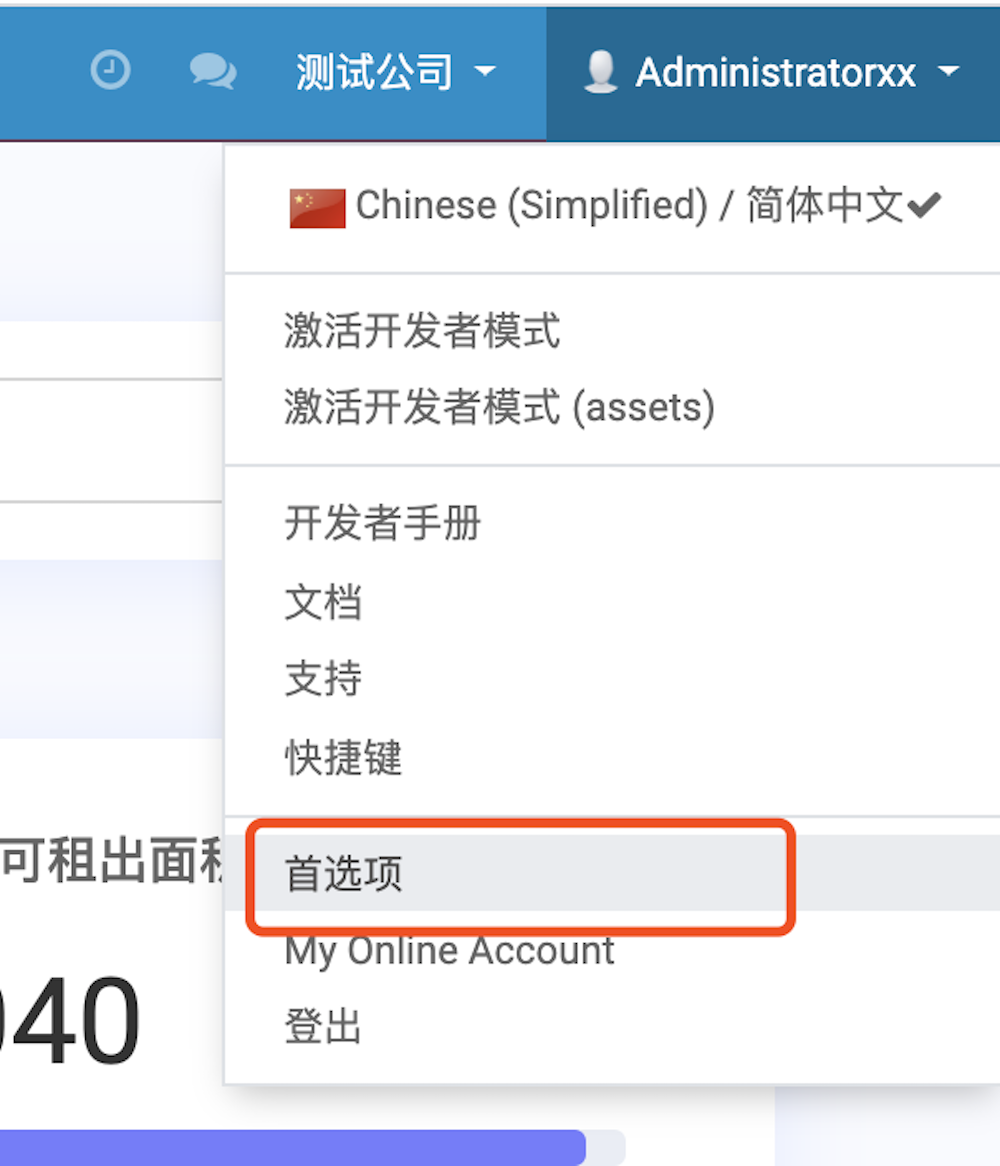 测试公司
Administratorxx
Chinese (Simplified) / 简体中文
激活开发者模式
激活开发者模式 (assets)
开发者手册
文档
支持
快捷键
可租出面
首选项
My Online Account
040
登出